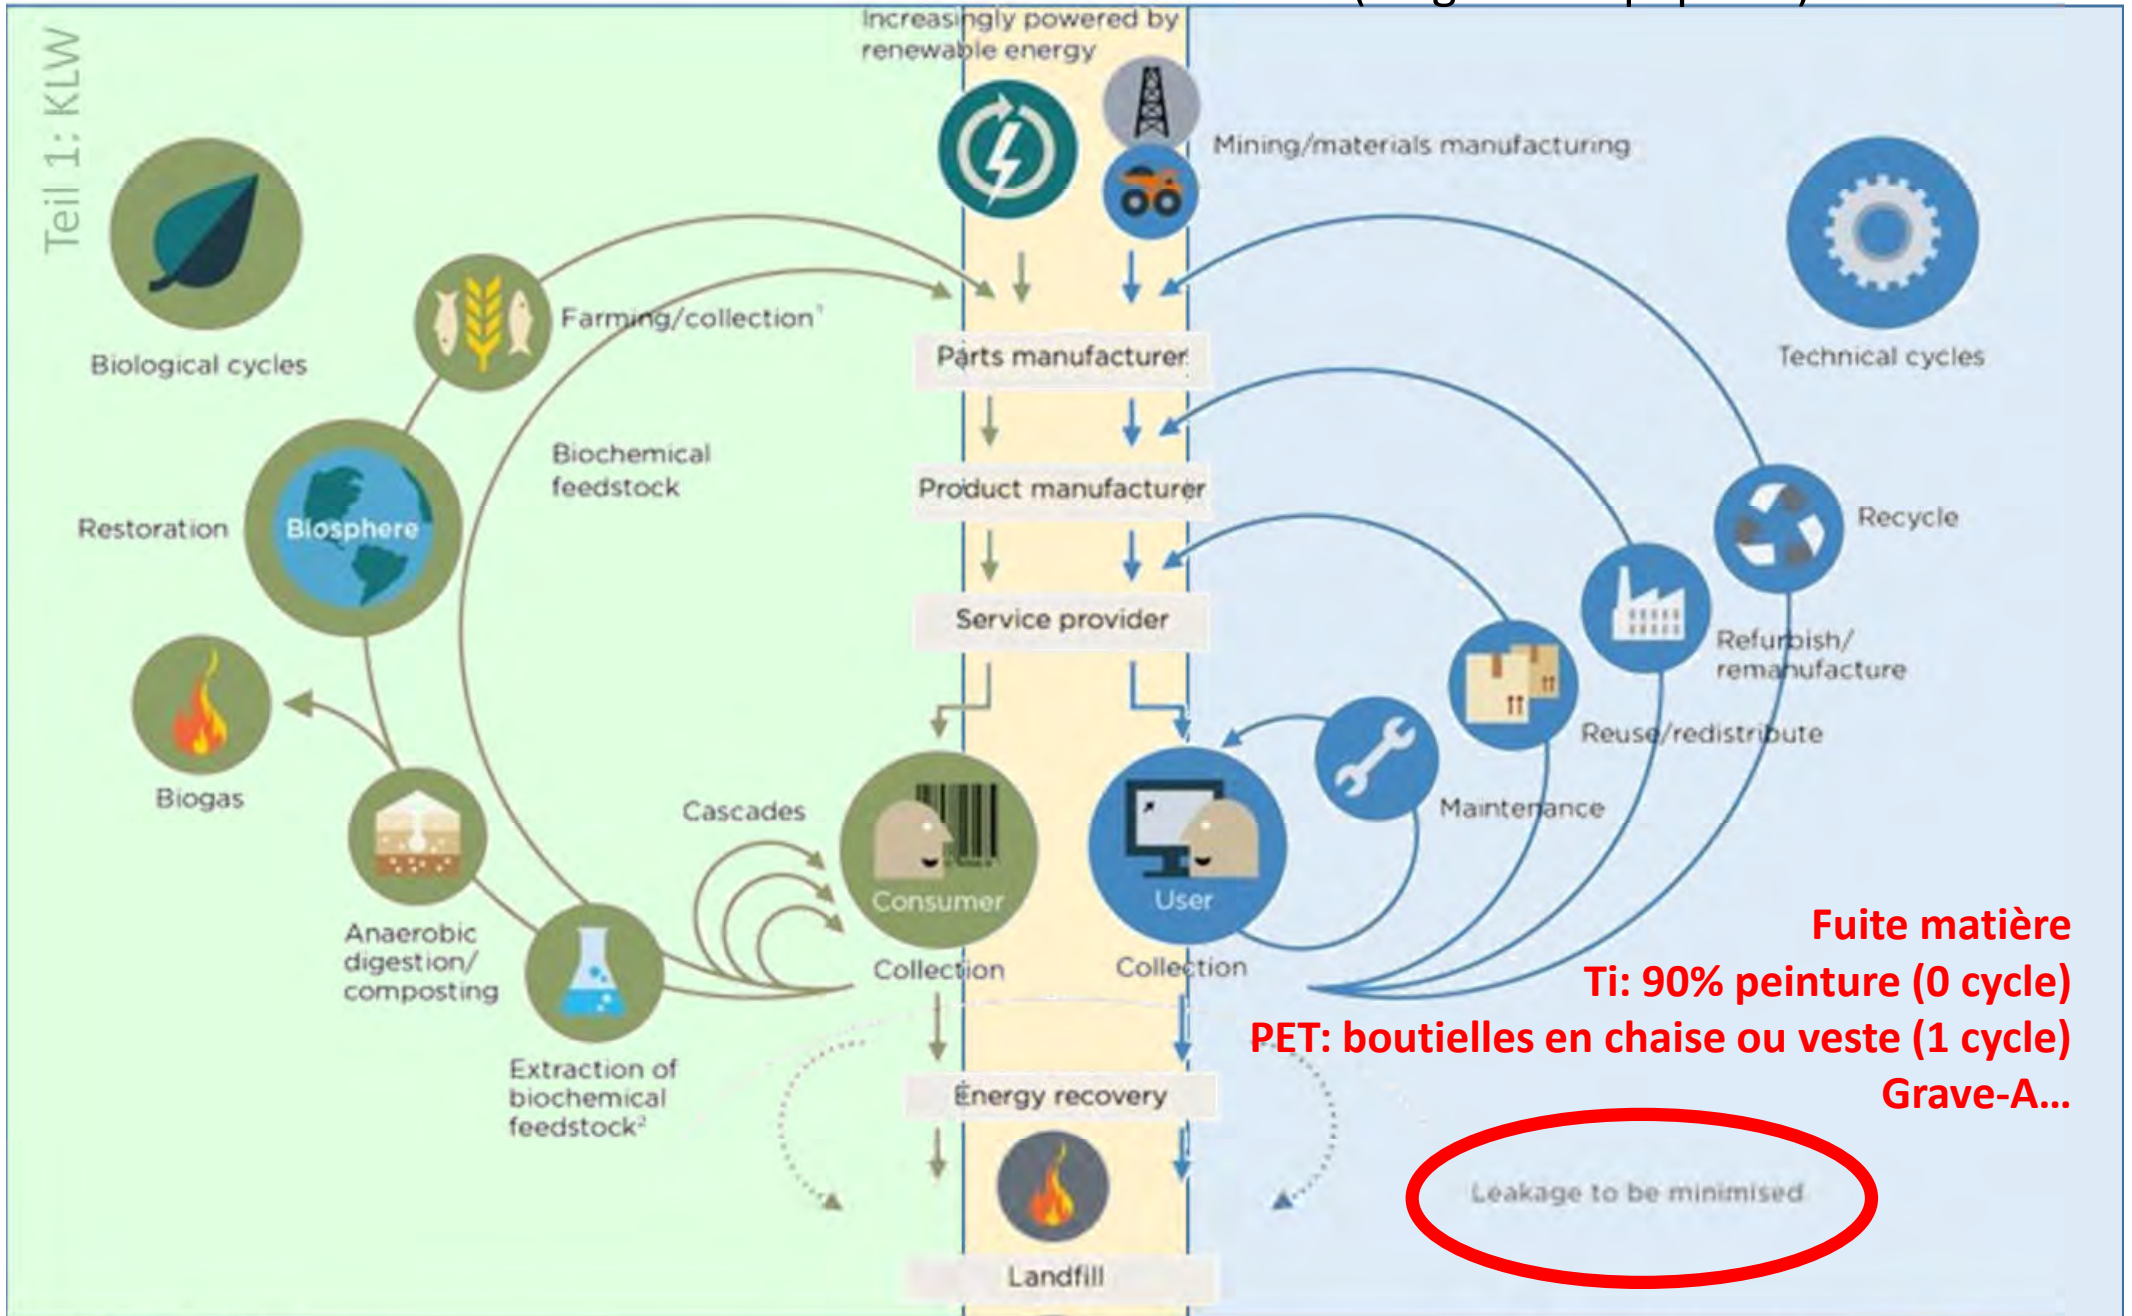 Teil 1: KLW
Increasingly powered by
renewable energy
Mining/materials manufacturing
Biological cycles
Technical cycles
Farming/collection¹
Parts manufacturer
Biochemical
feedstock
Product manufacturer
Restoration
Biosphere
Recycle
Service provider
Refurbish/
remanufacture
Reuse/redistribute
Biogas
Cascades
Maintenance
Consumer
User
Anaerobic
digestion/
composting
Collection
Collection
Fuite matière
Ti: 90% peinture (0 cycle)
PET: boutielles en chaise ou veste (1 cycle)
Grave-A...
Extraction of
biochemical
feedstock²
Energy recovery
Leakage to be minimised
Landfill